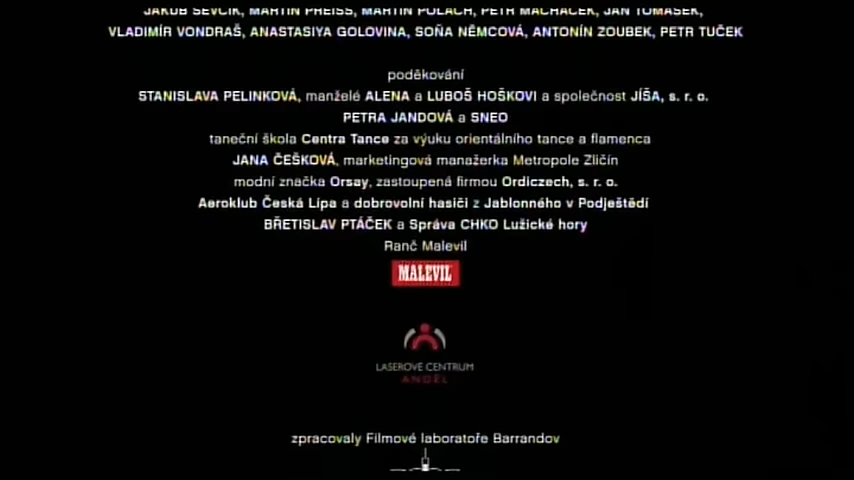 JAKUB ŠEVČÍK, MARTIN PREISS, MARTIN POLACH, PETR MACHÁČEK, JAN TOMÁŠEK,
VLADIMÍR VONDRAŠ, ANASTASIYA GOLOVINA, SOŇA NĚMCOVÁ, ANTONÍN ZOUBEK, PETR TUČEK
poděkování
STANISLAVA PELINKOVÁ, manželé ALENA a LUBOŠ HOŠKOVI a společnost JÍŠA, s. r. o.
PETRA JANDOVÁ a SNEO
taneční škola Centra Tance za výuku orientálního tance a flamenca
JANA ČEŠKOVÁ, marketingová manažerka Metropole Zličín
modní značka Orsay, zastoupená firmou Ordiczech, s. r. o.
Aeroklub Česká Lípa a dobrovolní hasiči z Jablonného v Podještědí
BŘETISLAV PTÁČEK a Správa CHKO Lužické hory
Ranč Malevil
MALEVIL
LASEROVÉ CENTRUM
ANDĚL
zpracovaly Filmové laboratoře Barrandov